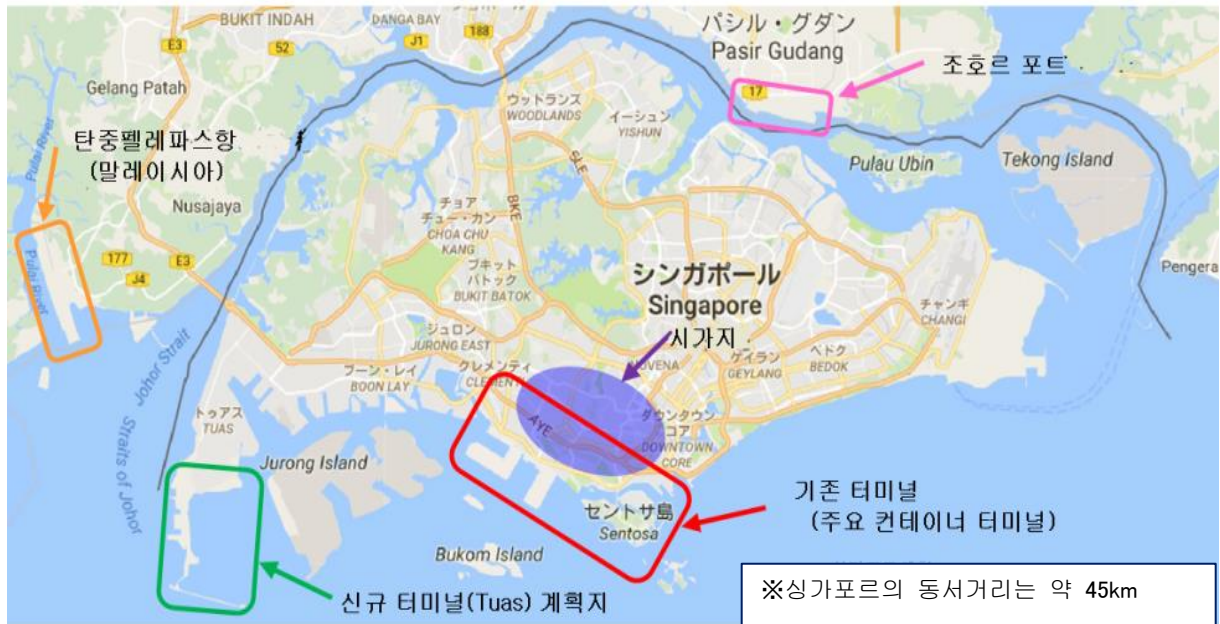 BUKIT INDAH
DANGA BAY
188
J1
E3
52
パシル・グダン
Pasir Gudang
조호르 포트
Gelang Patah
17
ウッドランズ
WOODLANDS
イーシュン
YISHUN
탄중펠레파스항
(말레이시아)
Pulai River
Nusajaya
SLE
BKE
Pulau Ubin
Tekong Island
チョア
チュー・カン
CHOA CHU
KANG
177
E3
J4
Pulai River
ブキット
バトック
BUKIT BATOK
シンガポール
Singapore
시가지
Pengera
チャンギ
CHANGI
ジュロン
JURONG EAST
Johor Strait
ブーン・レイ
BOON LAY
クレメンティ
CLEMENT
NOVENA
ゲイラン
GEYLANG
ベドク
BEDOK
トゥアス
TUAS
AYE
ダウンタウン
コア
DOWNTOWN
CORE
Straits of Johor
Jurong Island
セントサ島
Sentosa
기존 터미널
(주요 컨테이너 터미널)
Bukom Island
신규 터미널(Tuas) 계획지
※싱가포르의 동서거리는 약 45km